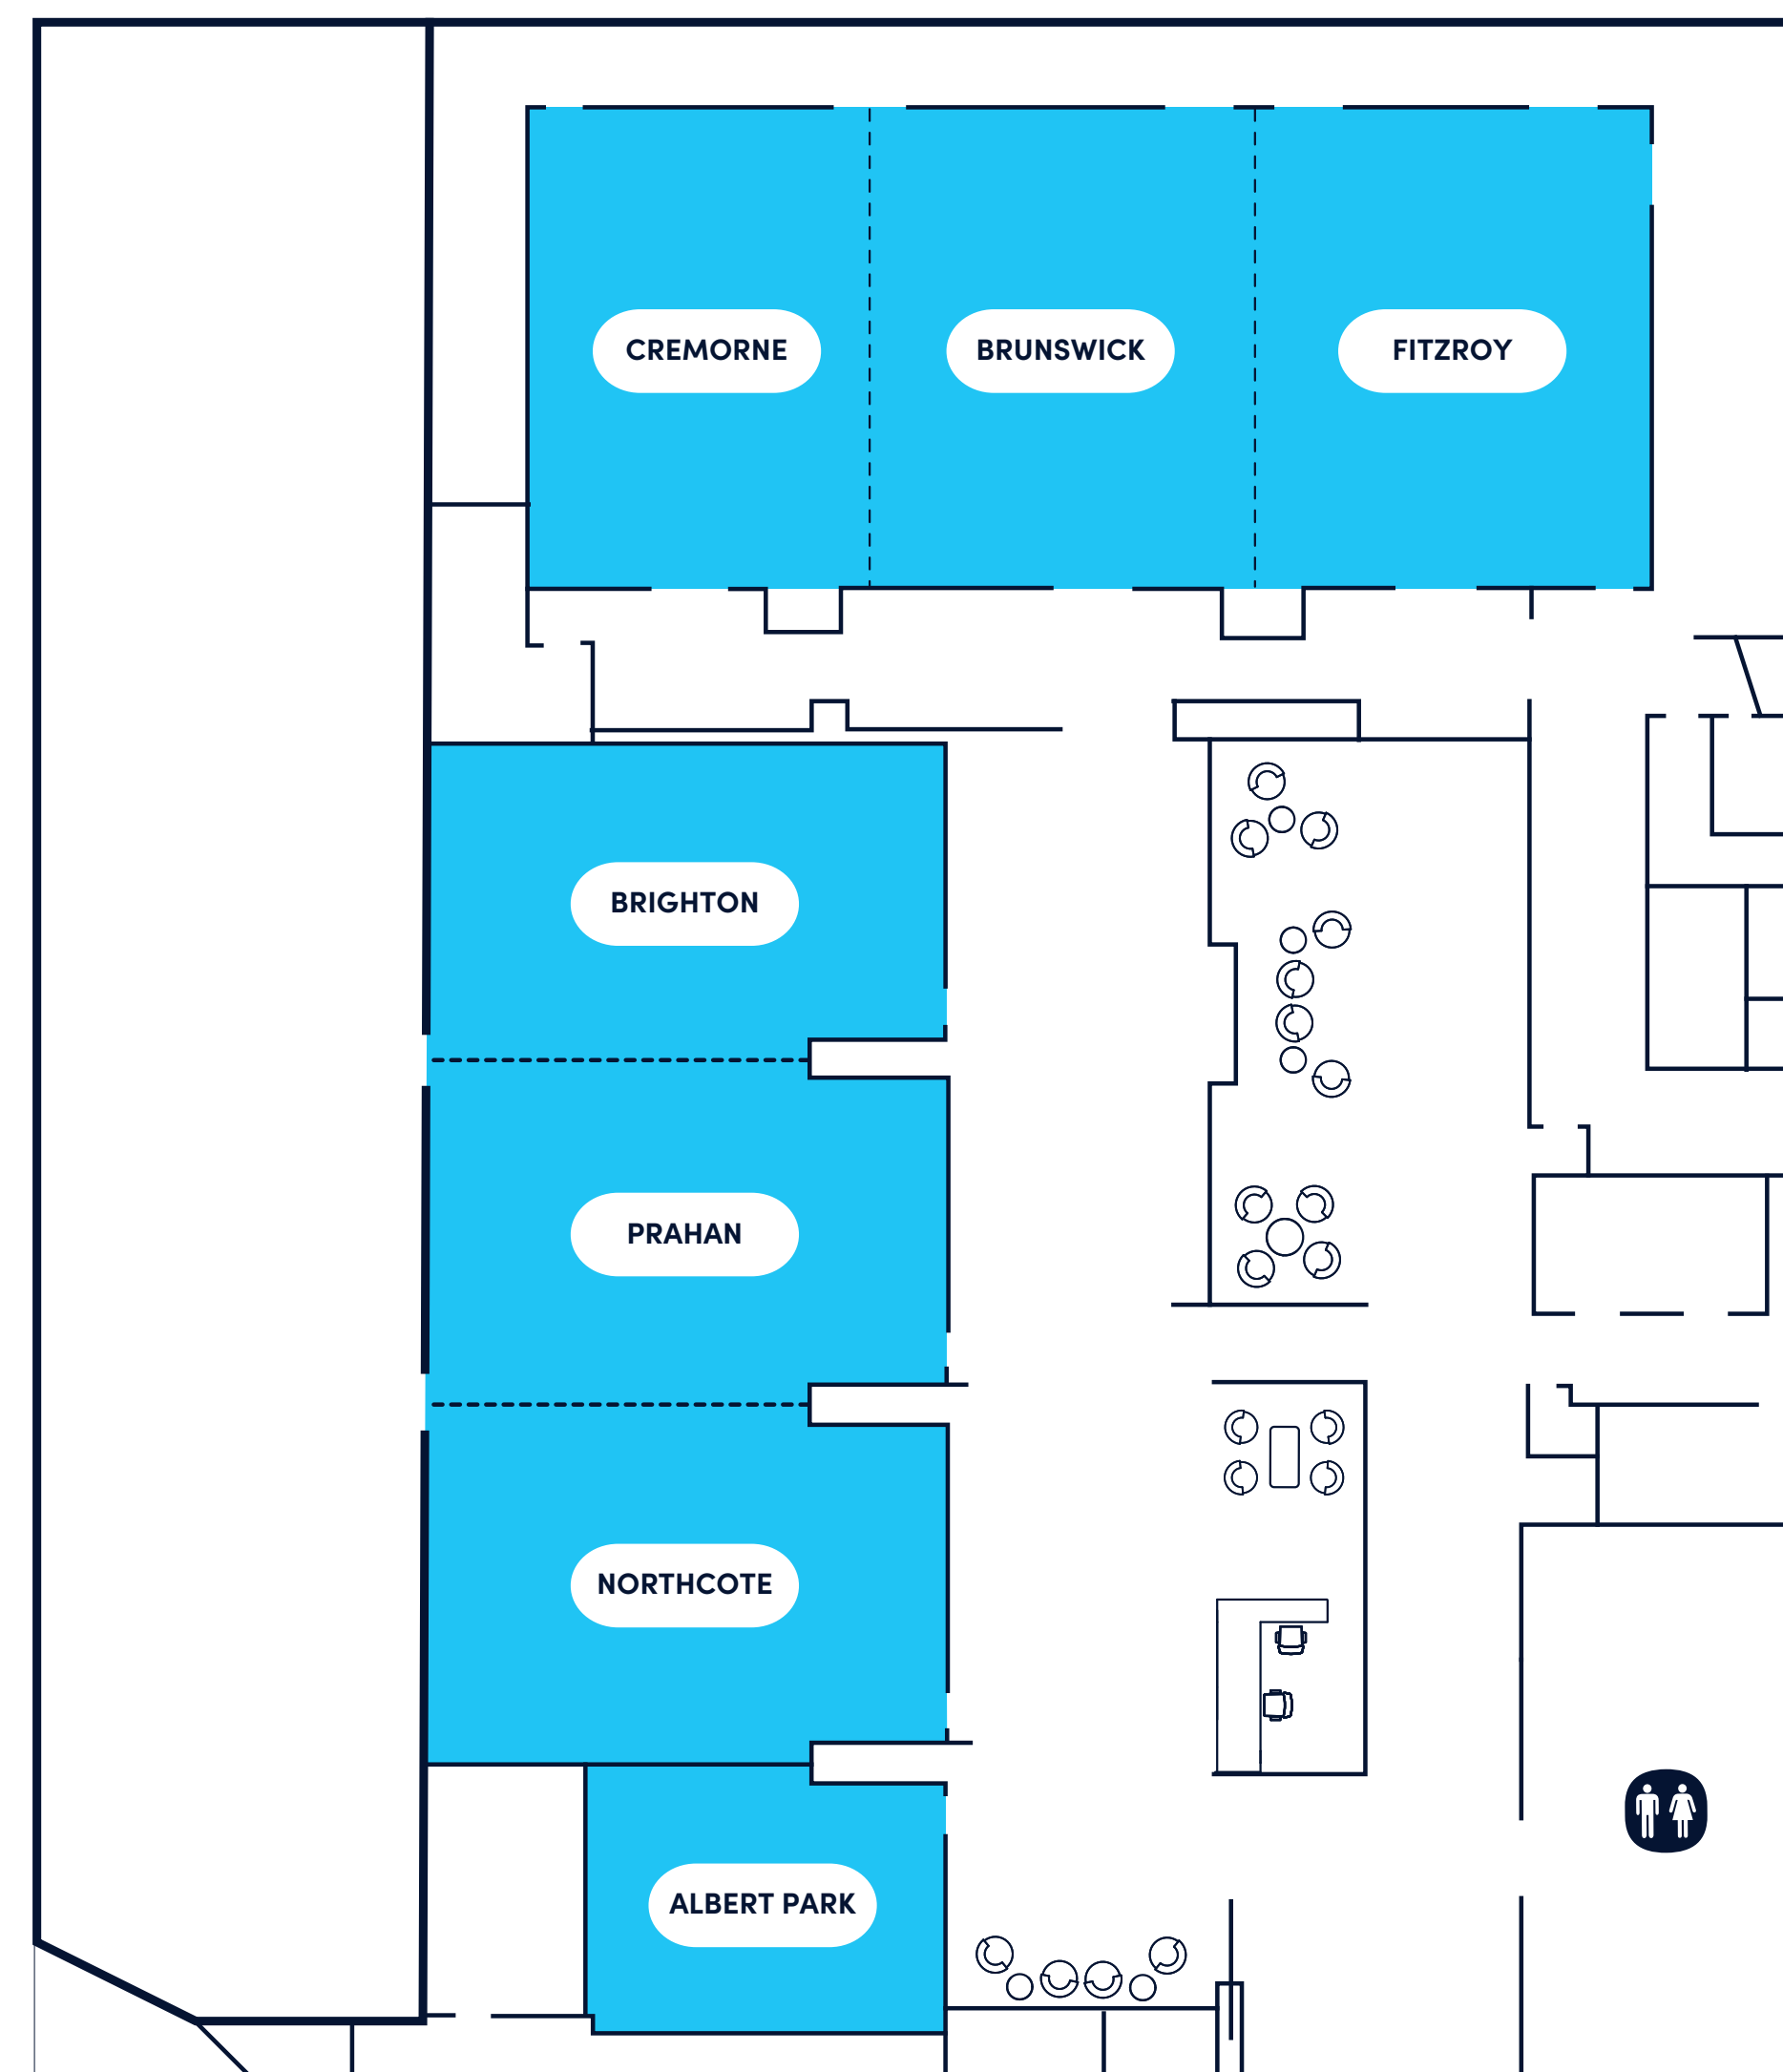 CREMORNE
BRUNSWICK
FITZROY
BRIGHTON
PRAHAN
NORTHCOTE
ALBERT PARK